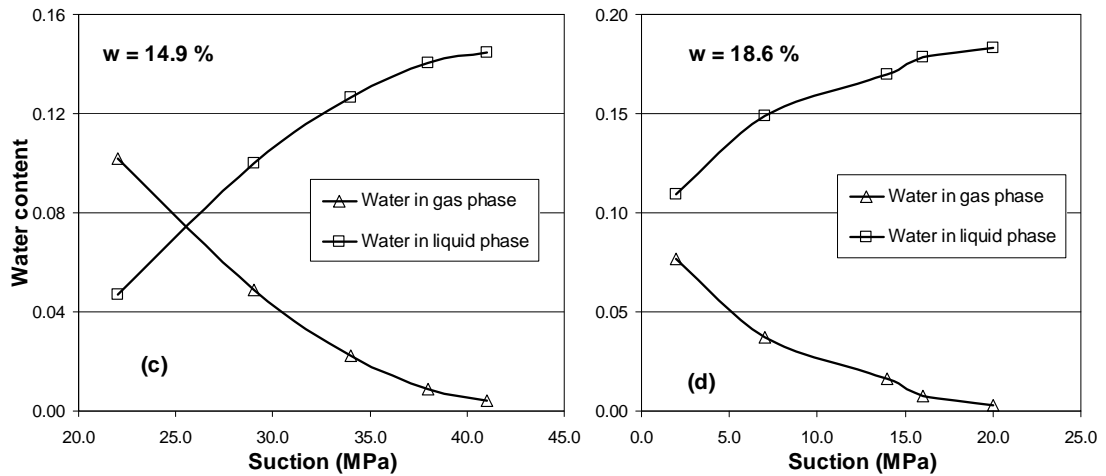 0.16
w = 14.9 %
0.12
0.08
0.04
0.00
Water content
Water in gas phase
Water in liquid phase
(c)
20.0 25.0 30.0 35.0 40.0 45.0
Suction (MPa)
0.20
w = 18.6 %
0.15
0.10
0.05
0.00
Water in gas phase
Water in liquid phase
(d)
0.0 5.0 10.0 15.0 20.0 25.0
Suction (MPa)